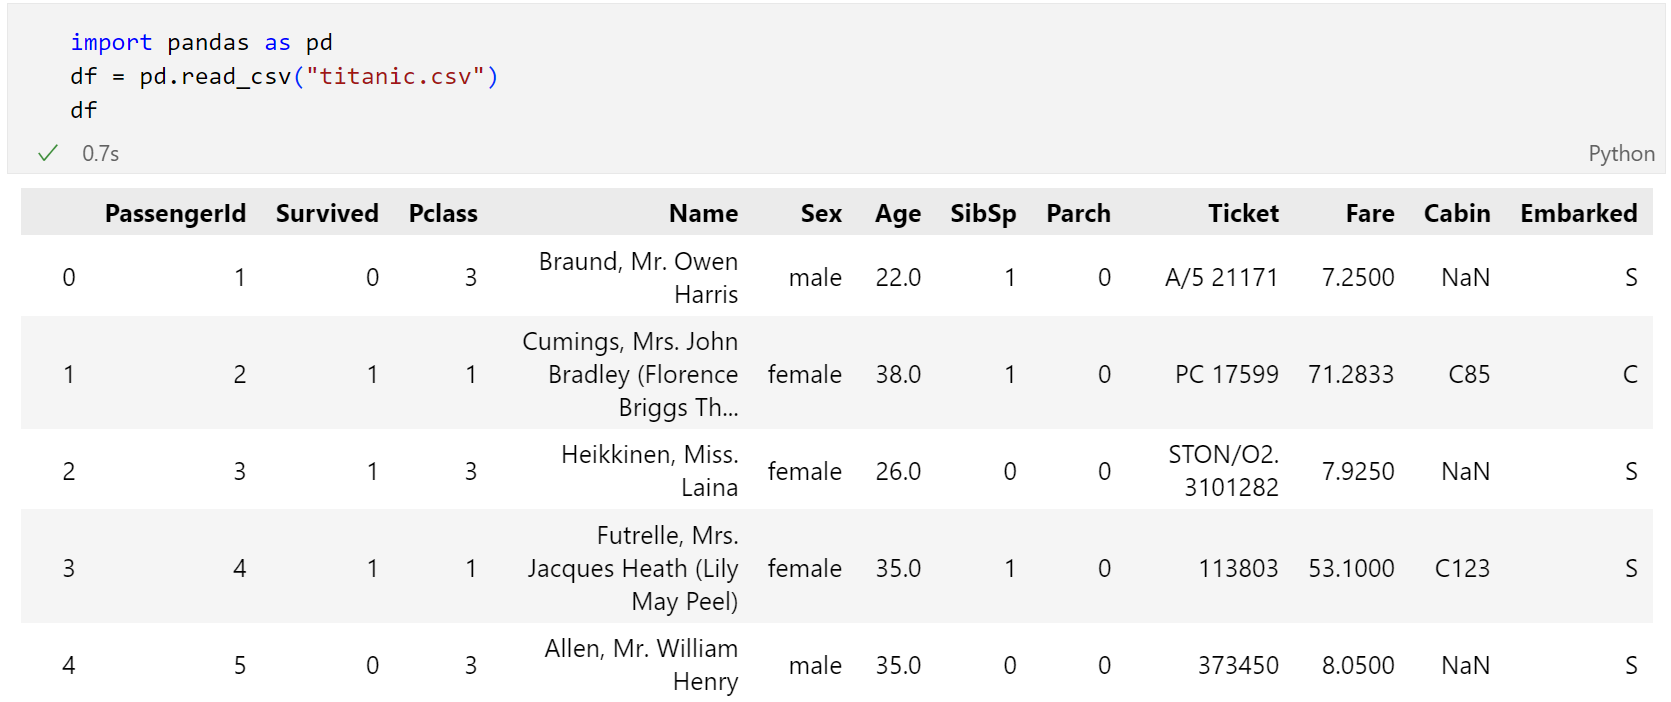 import pandas as pd
df = pd.read_csv("titanic.csv")
df
0.7s Python
PassengerId Survived Pclass Name Sex Age SibSp Parch Ticket Fare Cabin Embarked
0 1 0 3 Braund, Mr. Owen Harris male 22.0 1 0 A/5 21171 7.2500 NaN S
1 2 1 1 Cumings, Mrs. John Bradley (Florence Briggs Th... female 38.0 1 0 PC 17599 71.2833 C85 C
2 3 1 3 Heikkinen, Miss. Laina female 26.0 0 0 STON/O2. 3101282 7.9250 NaN S
3 4 1 1 Futrelle, Mrs. Jacques Heath (Lily May Peel) female 35.0 1 0 113803 53.1000 C123 S
4 5 0 3 Allen, Mr. William Henry male 35.0 0 0 373450 8.0500 NaN S